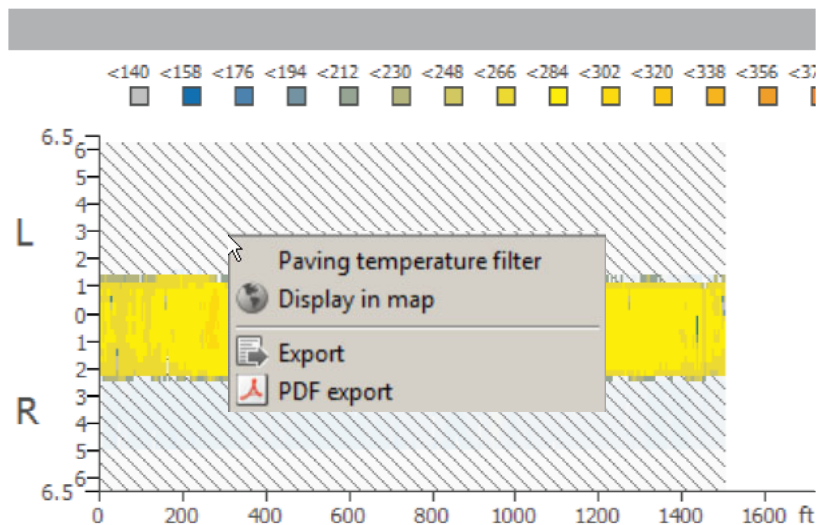 <140 <158 <176 <194 <212 <230 <248 <266 <284 <302 <320 <338 <356 <37
6.5
6
5
4
L
3
2
1
0
1
2
3
R
4
5
6
6.5
Paving temperature filter
Display in map
Export
PDF export
0 200 400 600 800 1000 1200 1400 1600 ft